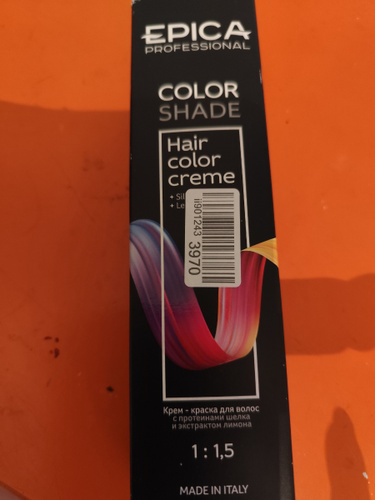 EPICA
PROFESSIONAL
COLOR
SHADE
Hair
color
creme
ii901243 3970
Крем - краска для волос
с протеинами шелка
и экстрактом лимона
1 : 1,5
MADE IN ITALY